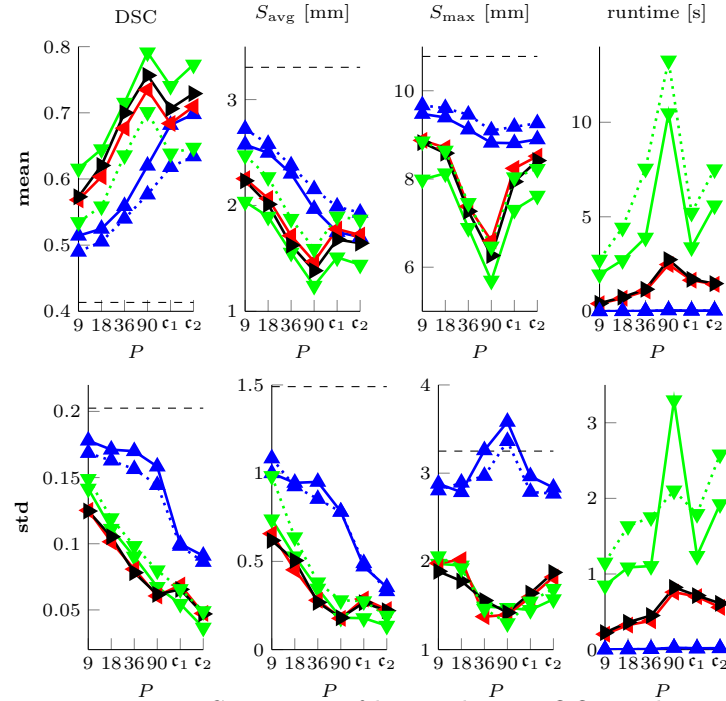 DSC S_avg [mm] S_max [mm] runtime [s]
mean
0.8 0.7 0.6 0.5 0.4
3 2 1
10 8 6
10 5 0
9 18 36 90 c₁ c₂
9 18 36 90 c₁ c₂
9 18 36 90 c₁ c₂
9 18 36 90 c₁ c₂
P P P P
std
0.2 0.15 0.1 0.05
1.5 1 0.5 0
4 3 2 1
3 2 1 0
9 18 36 90 c₁ c₂
9 18 36 90 c₁ c₂
9 18 36 90 c₁ c₂
9 18 36 90 c₁ c₂
P P P P